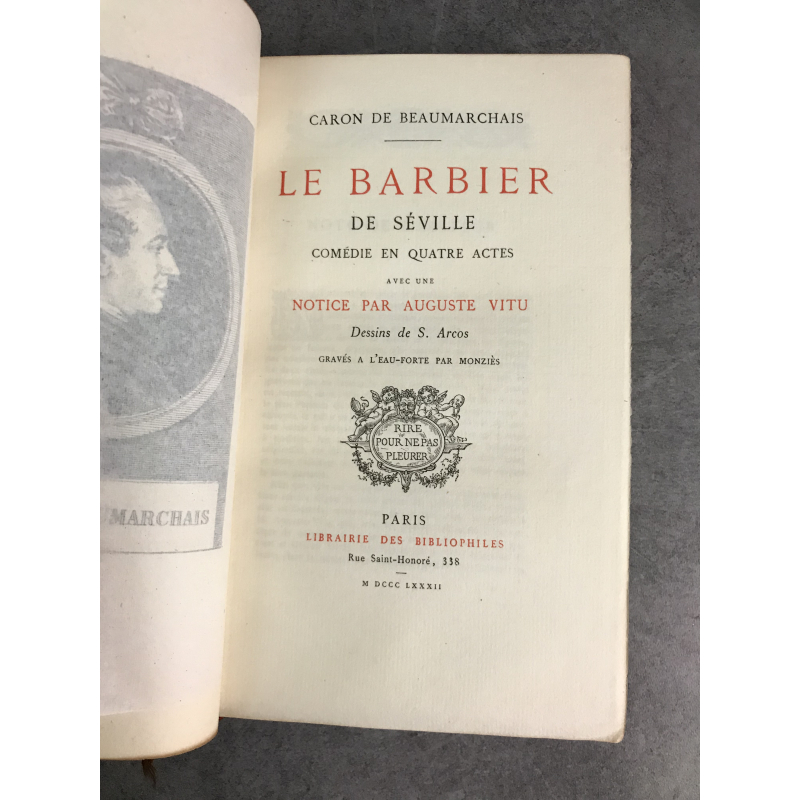 UMARCHAIS
CARON DE BEAUMARCHAIS
LE BARBIER
DE SÉVILLE
COMÉDIE EN QUATRE ACTES
AVEC UNE
NOTICE PAR AUGUSTE VITU
Dessins de S. Arcos
GRAVÉS A L'EAU-FORTE PAR MONZIÈS
RIRE
POUR NE PAS
PLEURER
PARIS
LIBRAIRIE DES BIBLIOPHILES
Rue Saint-Honoré, 338
M DCCC LXXXII